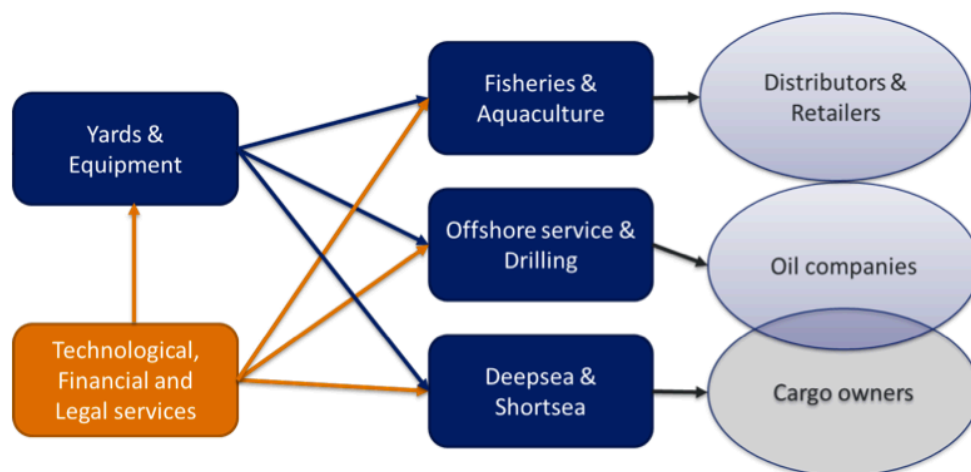 Yards &
Equipment
Technological,
Financial and
Legal services
Fisheries &
Aquaculture
Offshore service &
Drilling
Deepsea &
Shortsea
Distributors &
Retailers
Oil companies
Cargo owners